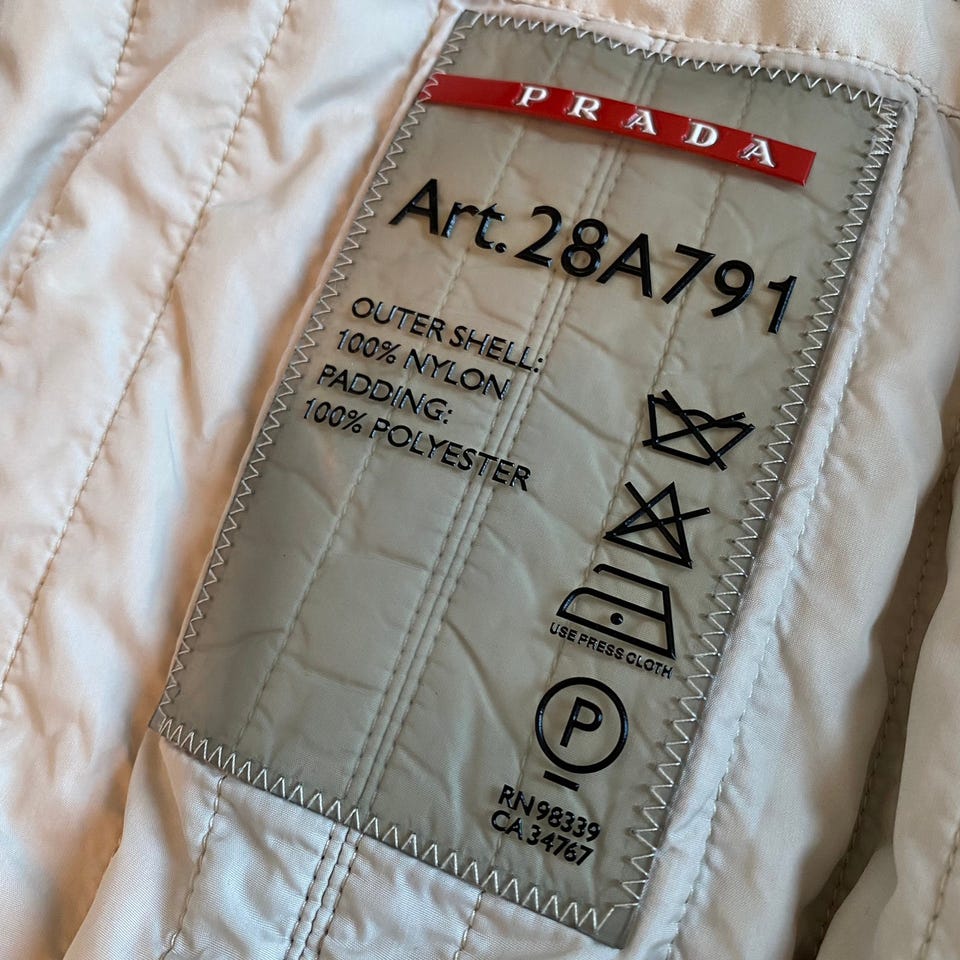 PRADA
Art. 28A791
OUTER SHELL:
100% NYLON
PADDING:
100% POLYESTER
USE PRESS CLOTH
P
RN 98339
CA 34767